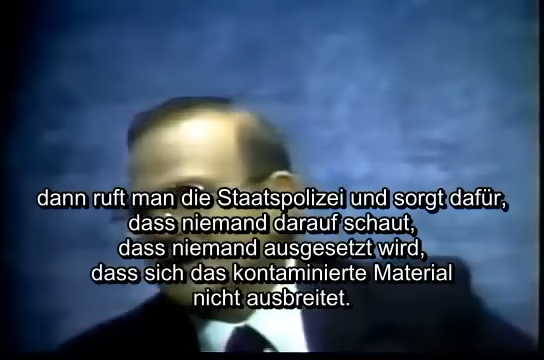 dann ruft man die Staatspolizei und sorgt dafür,
dass niemand darauf schaut,
dass niemand ausgesetzt wird,
dass sich das kontaminierte Material
nicht ausbreitet.